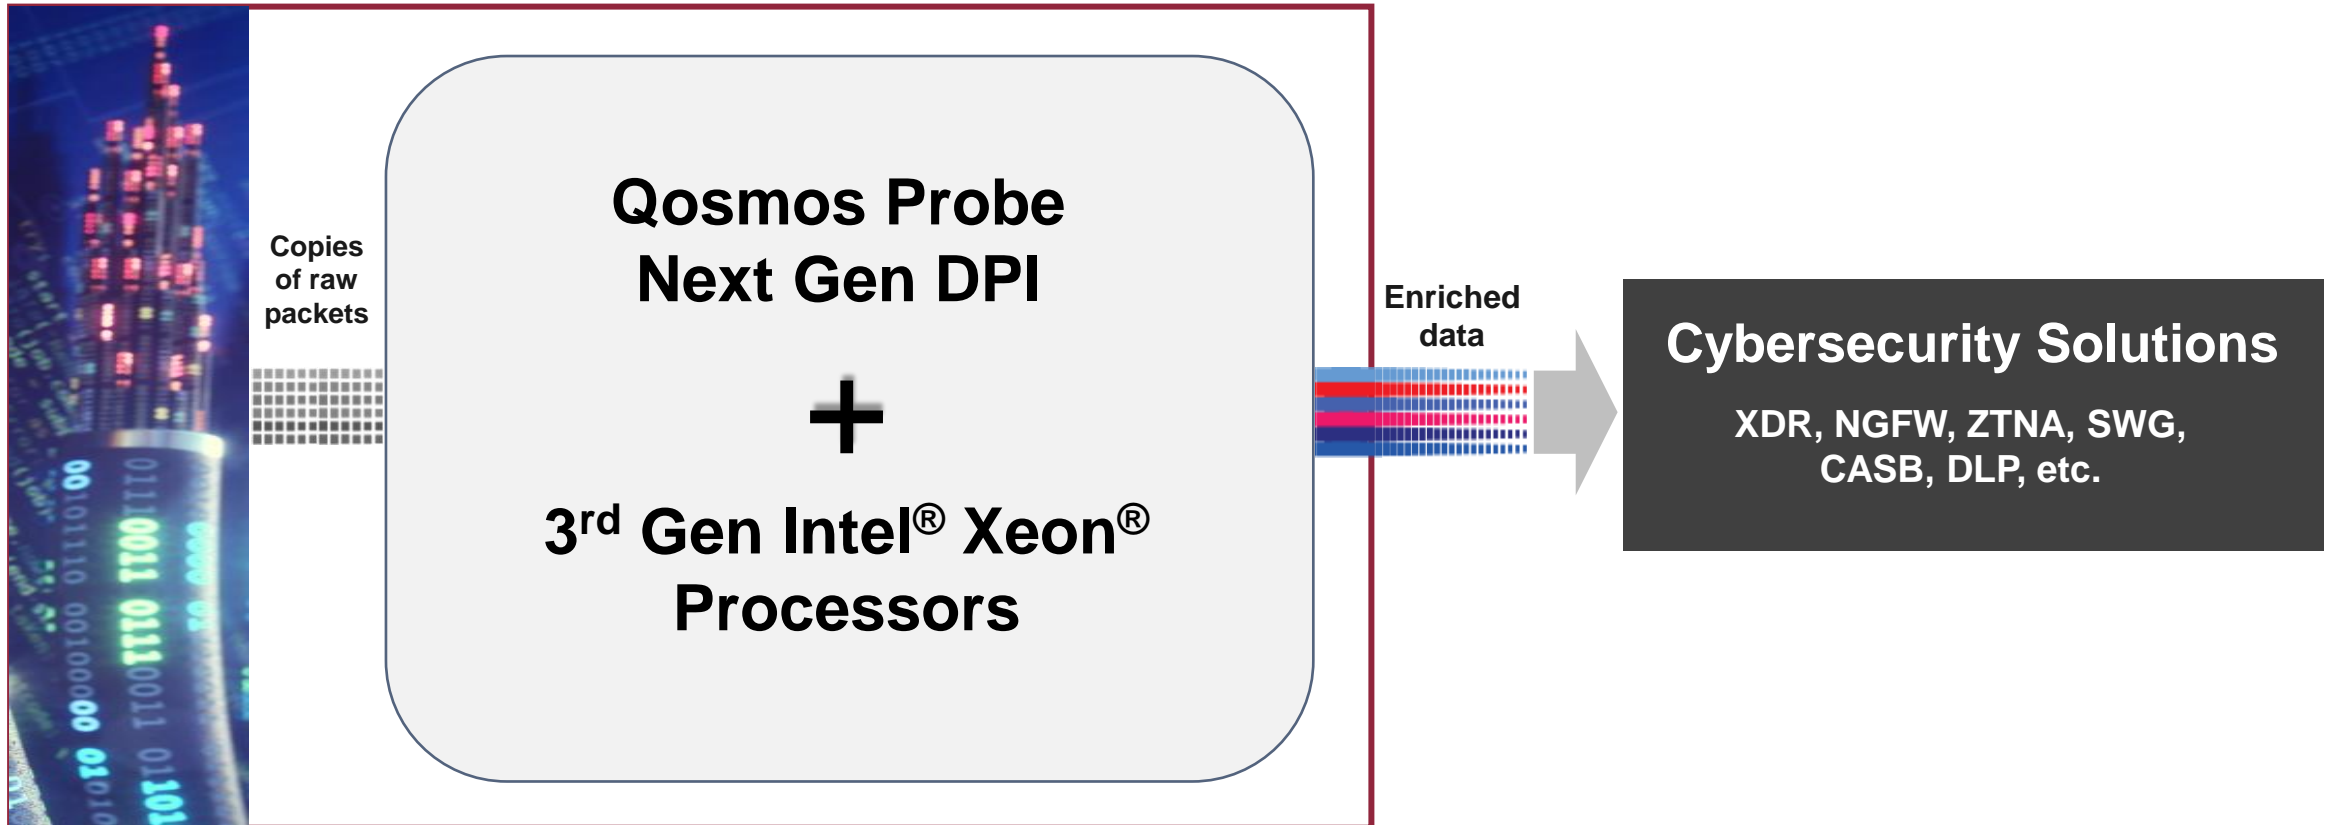 Copies
of raw
packets
Qosmos Probe
Next Gen DPI
+
3rd Gen Intel® Xeon®
Processors
Enriched
data
Cybersecurity Solutions
XDR, NGFW, ZTNA, SWG,
CASB, DLP, etc.